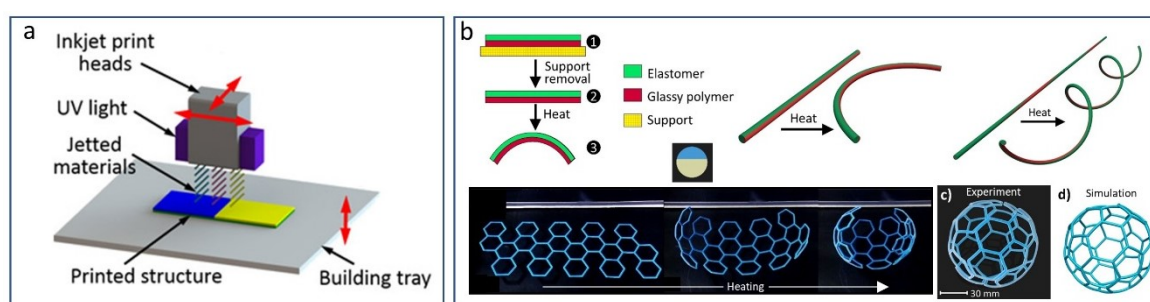 a
Inkjet print
heads
UV light
Jetted
materials
Printed structure
Building tray
b
1
Support
removal
2
Heat
3
Elastomer
Glassy polymer
Support
Heat
Heat
Heating
c)
Experiment
30 mm
d)
Simulation